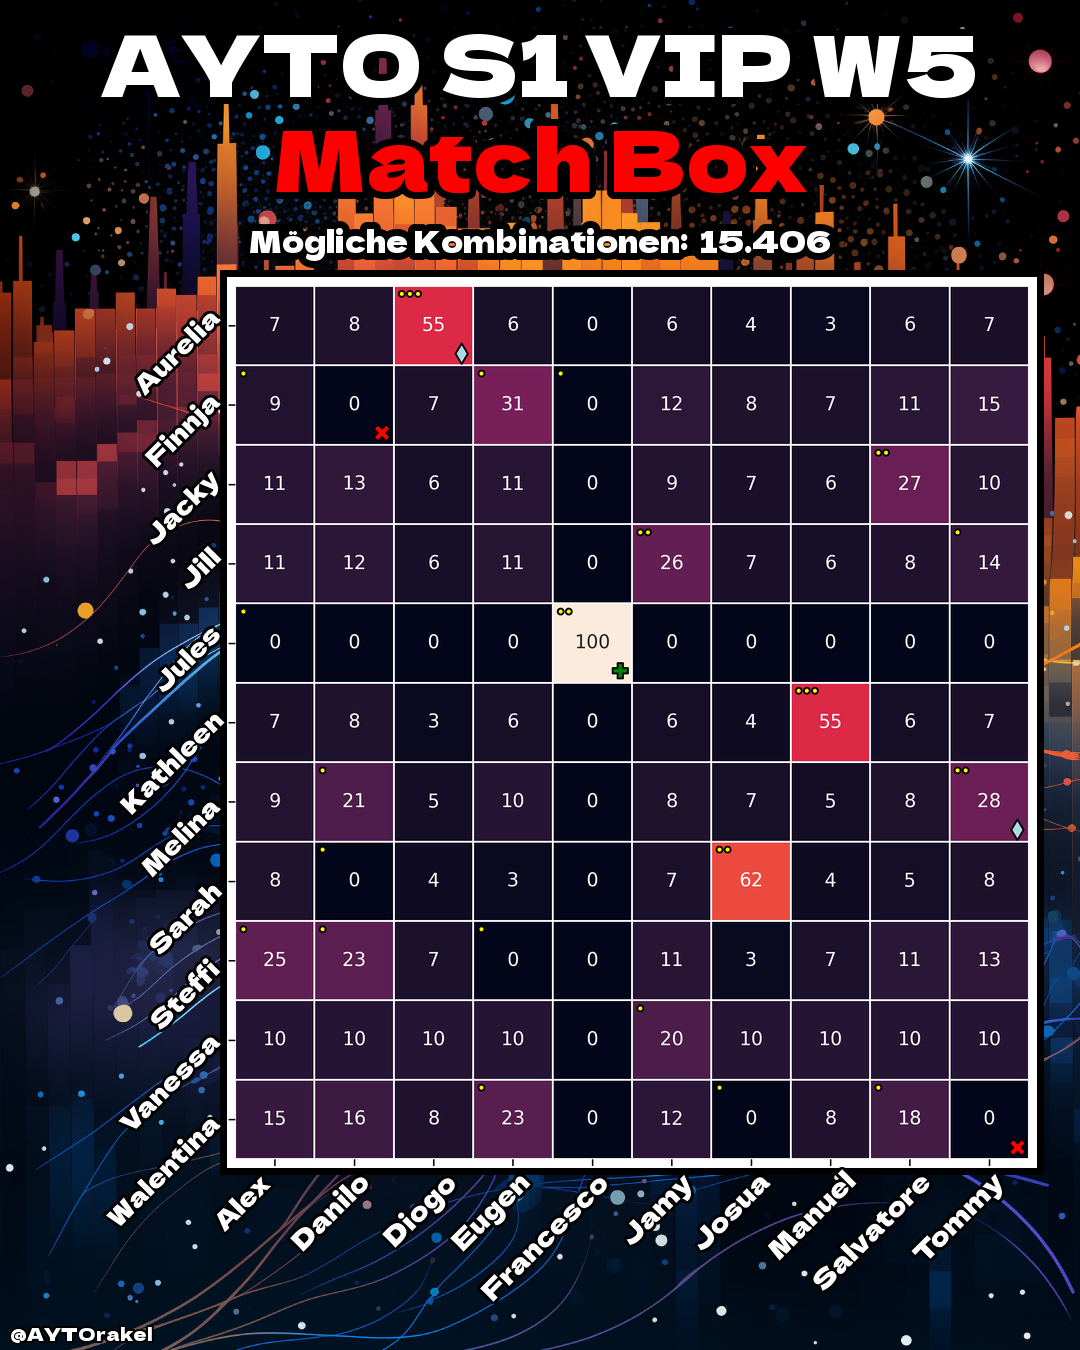 AYTO S1 VIP W5
Match Box
Mögliche Kombinationen: 15.406
Aurelia 7 8 55 6 0 6 4 3 6 7
Finnja 9 0 7 31 0 12 8 7 11 15
Jacky 11 13 6 11 0 9 7 6 27 10
Jill 11 12 6 11 0 26 7 6 8 14
Jules 0 0 0 0 100 0 0 0 0 0
Kathleen 7 8 3 6 0 6 4 55 6 7
Melina 9 21 5 10 0 8 7 5 8 28
Sarah 8 0 4 3 0 7 62 4 5 8
Steffi 25 23 7 0 0 11 3 7 11 13
Vanessa 10 10 10 10 0 20 10 10 10 10
Walentina 15 16 8 23 0 12 0 8 18 0
Alex Danilo Diogo Eugen Francesco Jamy Josua Manuel Salvatore Tommy
@AYTOrakel